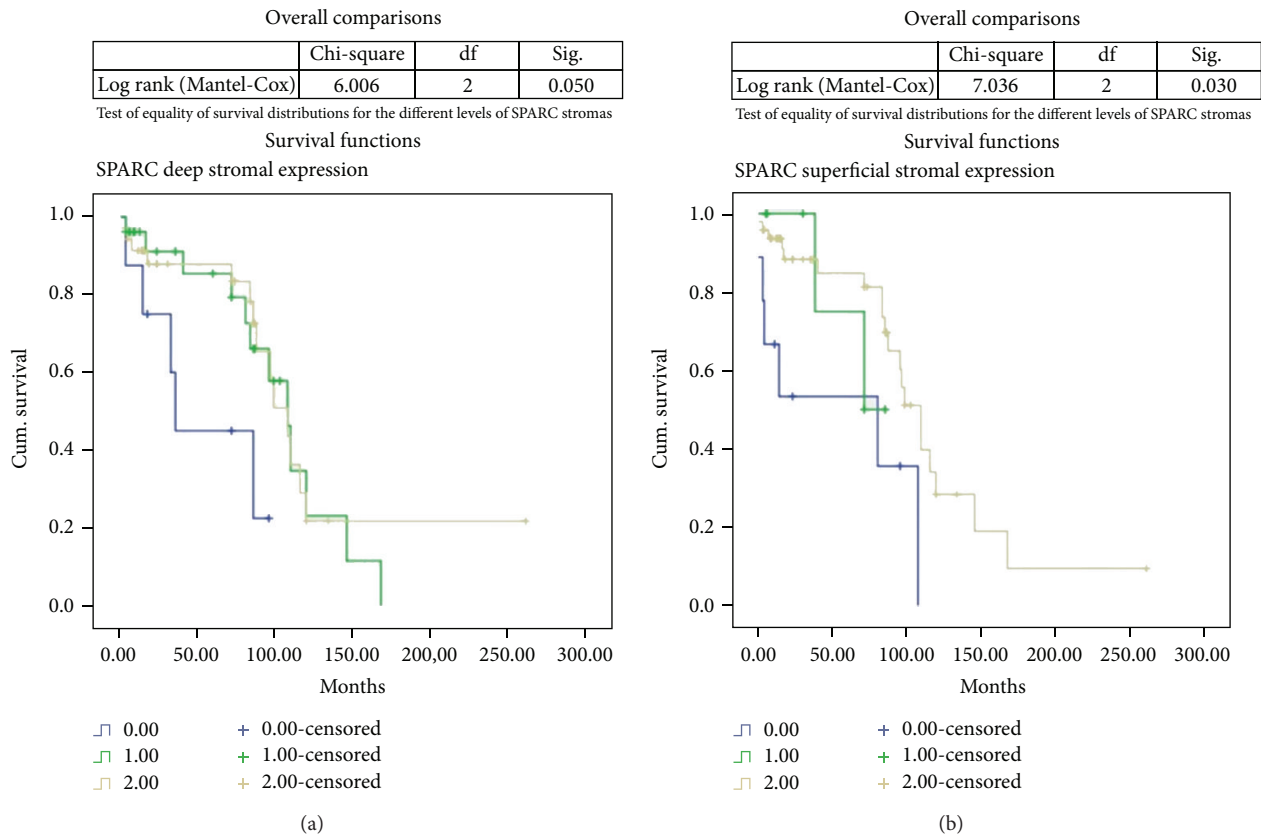 Overall comparisons
Chi-square df Sig.
Log rank (Mantel-Cox) 6.006 2 0.050
Test of equality of survival distributions for the different levels of SPARC stromas
Survival functions
SPARC deep stromal expression
1.0
0.8
0.6
0.4
0.2
0.0
Cum. survival
0.00 50.00 100.00 150.00 200,00 250.00 300.00
Months
0.00 0.00-censored
1.00 1.00-censored
2.00 2.00-censored
(a)
Overall comparisons
Chi-square df Sig.
Log rank (Mantel-Cox) 7.036 2 0.030
Test of equality of survival distributions for the different levels of SPARC stromas
Survival functions
SPARC superficial stromal expression
1.0
0.8
0.6
0.4
0.2
0.0
Cum. survival
0.00 50.00 100.00 150.00 200.00 250.00 300.00
Months
0.00 0.00-censored
1.00 1.00-censored
2.00 2.00-censored
(b)